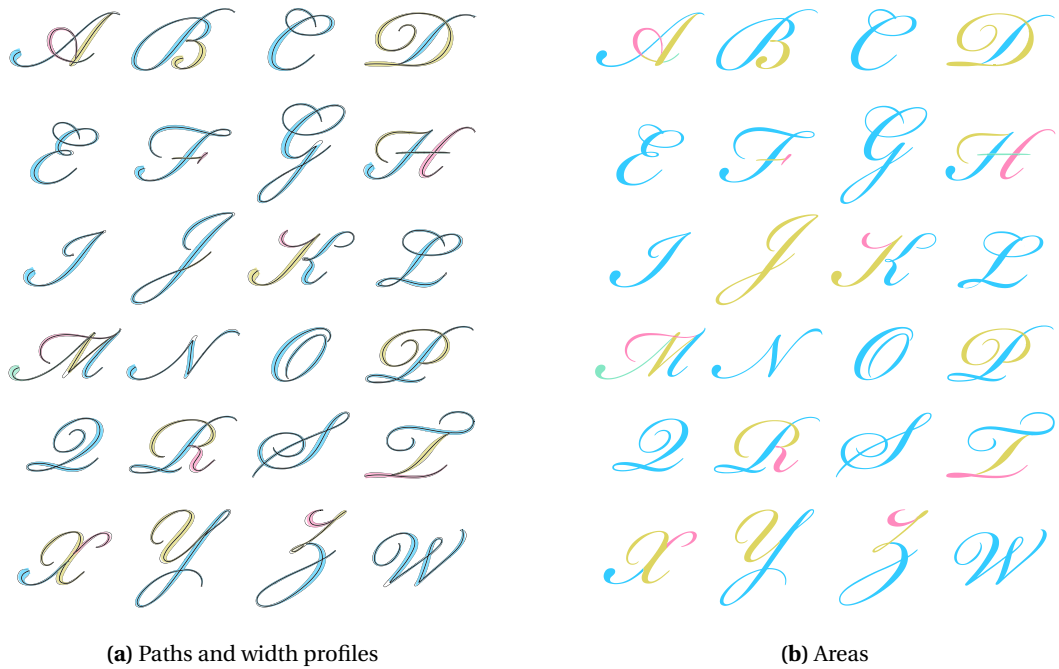 A B C D A B C D
E F G H E F G H
I J K L I J K L
M N O P M N O P
Q R S T Q R S T
X Y Z W X Y Z W
(a) Paths and width profiles (b) Areas